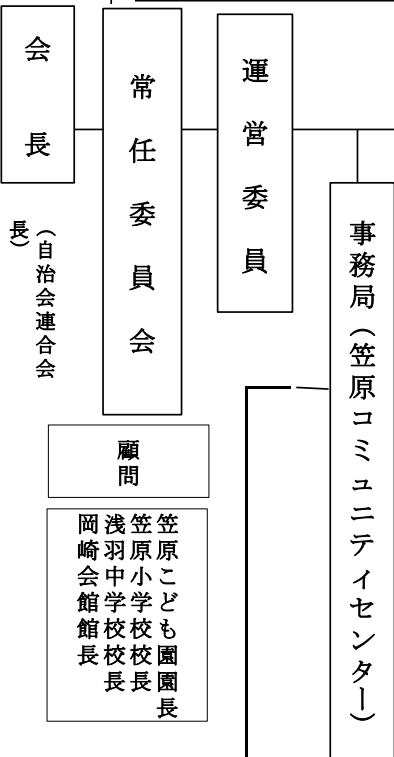 会長
（自治会連合会
長）
常任委員会
運営委員
事務局（笠原コミュニティセンター）
顧問
笠原こども園園長
笠原小学校校長
浅羽中学校校長
岡崎会館館長